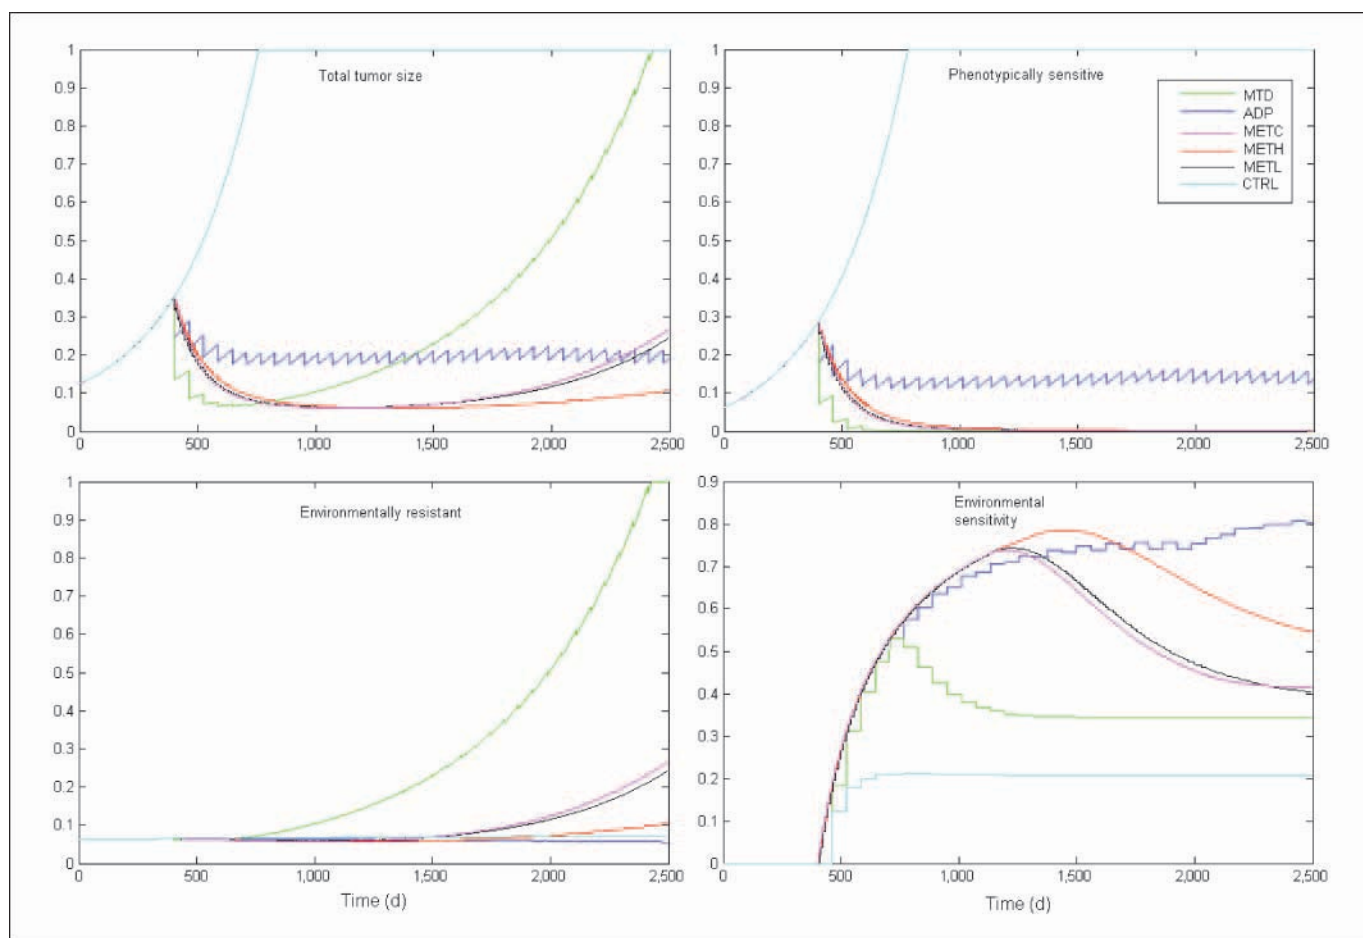 1
0.9
0.8
0.7
0.6
0.5
0.4
0.3
0.2
0.1
0
Total tumor size
0 500 1,000 1,500 2,000 2,500
1
0.9
0.8
0.7
0.6
0.5
0.4
0.3
0.2
0.1
0
Phenotypically sensitive
MTD
ADP
METC
METH
METL
CTRL
0 500 1,000 1,500 2,000 2,500
1
0.9
0.8
0.7
0.6
0.5
0.4
0.3
0.2
0.1
0
Environmentally resistant
0 500 1,000 1,500 2,000 2,500
Time (d)
0.9
0.8
0.7
0.6
0.5
0.4
0.3
0.2
0.1
0
Environmental
sensitivity
0 500 1,000 1,500 2,000 2,500
Time (d)